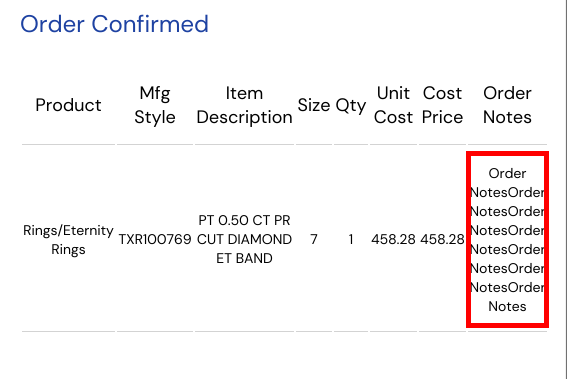 Order Confirmed
Product
Mfg
Style
Item
Description
Size
Qty
Unit
Cost
Cost
Price
Order
Notes
Rings/Eternity
Rings
TXR100769
PT 0.50 CT PR
CUT DIAMOND
ET BAND
7
1
458.28
458.28
Order
NotesOrder
NotesOrder
NotesOrder
NotesOrder
NotesOrder
NotesOrder
Notes